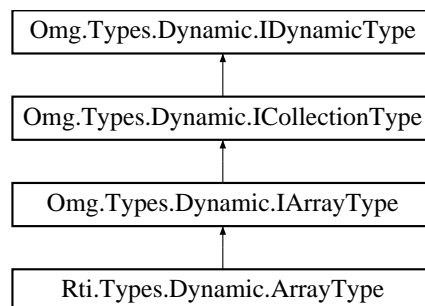 Omg.Types.Dynamic.IDynamicType
Omg.Types.Dynamic.ICollectionType
Omg.Types.Dynamic.IArrayType
Rti.Types.Dynamic.ArrayType